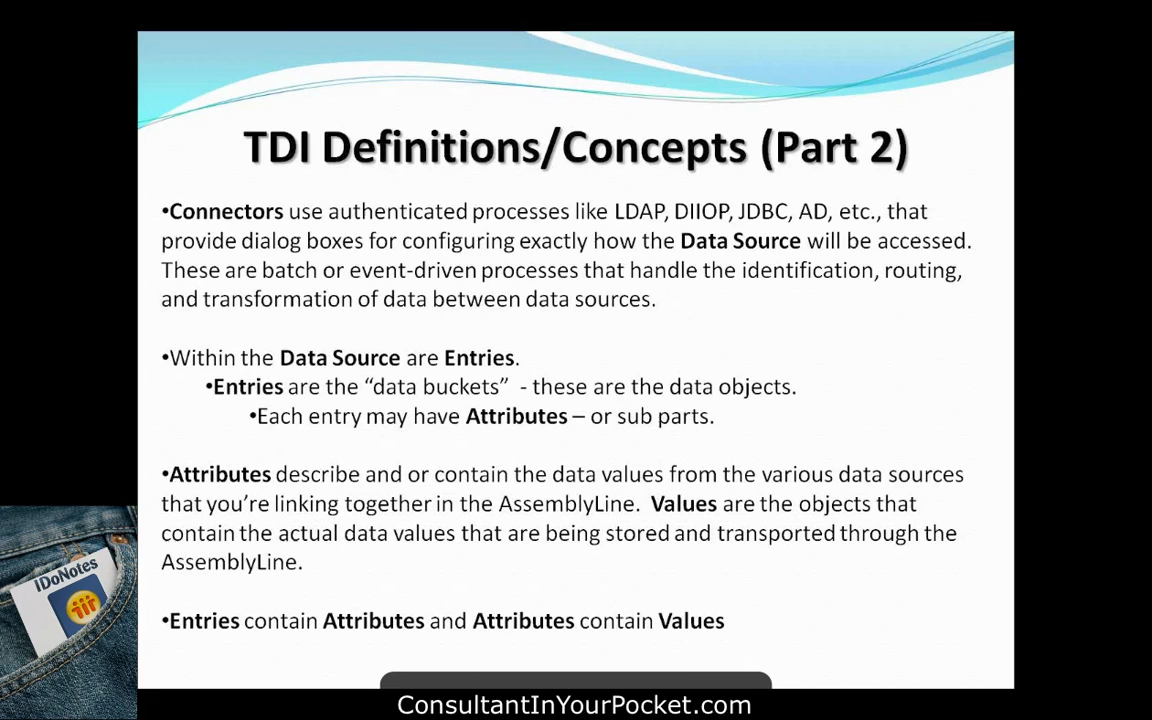 TDI Definitions/Concepts (Part 2)
•Connectors use authenticated processes like LDAP, DIIOP, JDBC, AD, etc., that
provide dialog boxes for configuring exactly how the Data Source will be accessed.
These are batch or event-driven processes that handle the identification, routing,
and transformation of data between data sources.
•Within the Data Source are Entries.
•Entries are the “data buckets” - these are the data objects.
•Each entry may have Attributes – or sub parts.
•Attributes describe and or contain the data values from the various data sources
that you’re linking together in the AssemblyLine. Values are the objects that
contain the actual data values that are being stored and transported through the
AssemblyLine.
•Entries contain Attributes and Attributes contain Values
IDoNotes
ConsultantInYourPocket.com